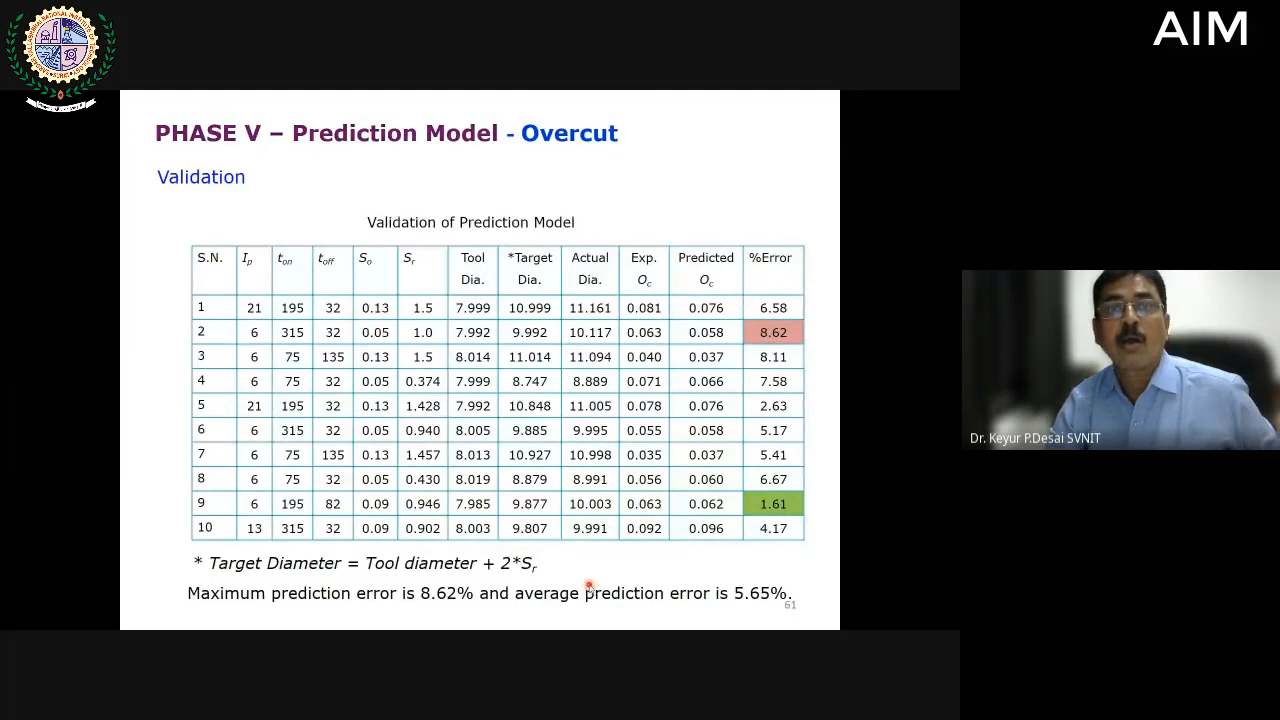 AIM
PHASE V – Prediction Model - Overcut
Validation
Validation of Prediction Model
S.N. Ip ton toff So Sr Tool Dia. *Target Dia. Actual Dia. Exp. Oc Predicted Oc %Error
1 21 195 32 0.13 1.5 7.999 10.999 11.161 0.081 0.076 6.58
2 6 315 32 0.05 1.0 7.992 9.992 10.117 0.063 0.058 8.62
3 6 75 135 0.13 1.5 8.014 11.014 11.094 0.040 0.037 8.11
4 6 75 32 0.05 0.374 7.999 8.747 8.889 0.071 0.066 7.58
5 21 195 32 0.13 1.428 7.992 10.848 11.005 0.078 0.076 2.63
6 6 315 32 0.05 0.940 8.005 9.885 9.995 0.055 0.058 5.17
7 6 75 135 0.13 1.457 8.013 10.927 10.998 0.035 0.037 5.41
8 6 75 32 0.05 0.430 8.019 8.879 8.991 0.056 0.060 6.67
9 6 195 82 0.09 0.946 7.985 9.877 10.003 0.063 0.062 1.61
10 13 315 32 0.09 0.902 8.003 9.807 9.991 0.092 0.096 4.17
* Target Diameter = Tool diameter + 2*Sr
Maximum prediction error is 8.62% and average prediction error is 5.65%.
61
Dr. Keyur P.Desai SVNIT